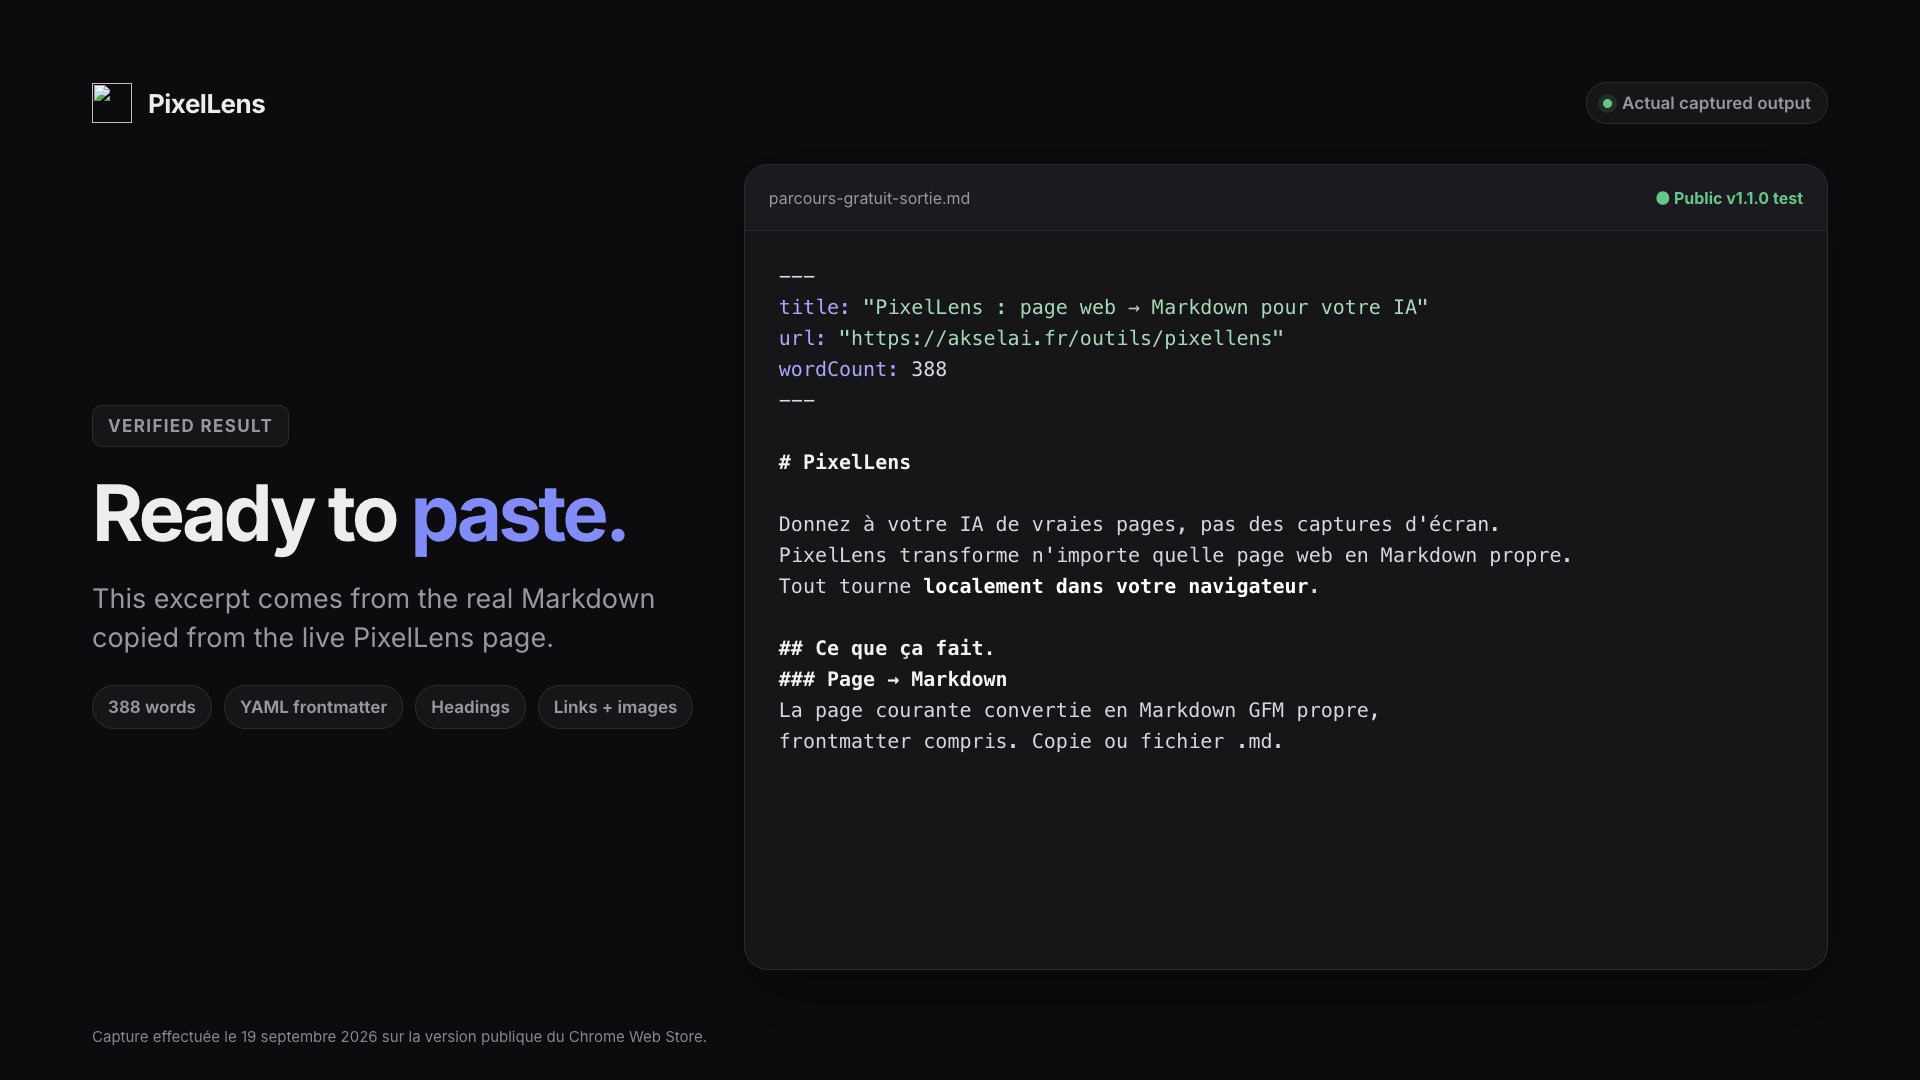 PixelLens
Actual captured output
parcours-gratuit-sortie.md
Public v1.1.0 test
VERIFIED RESULT
Ready to paste.
This excerpt comes from the real Markdown
copied from the live PixelLens page.
388 words
YAML frontmatter
Headings
Links + images
---
title: "PixelLens : page web → Markdown pour votre IA"
url: "https://akselai.fr/outils/pixellens"
wordCount: 388
---
# PixelLens
Donnez à votre IA de vraies pages, pas des captures d'écran.
PixelLens transforme n'importe quelle page web en Markdown propre.
Tout tourne localement dans votre navigateur.
## Ce que ça fait.
### Page → Markdown
La page courante convertie en Markdown GFM propre,
frontmatter compris. Copie ou fichier .md.
Capture effectuée le 19 septembre 2026 sur la version publique du Chrome Web Store.